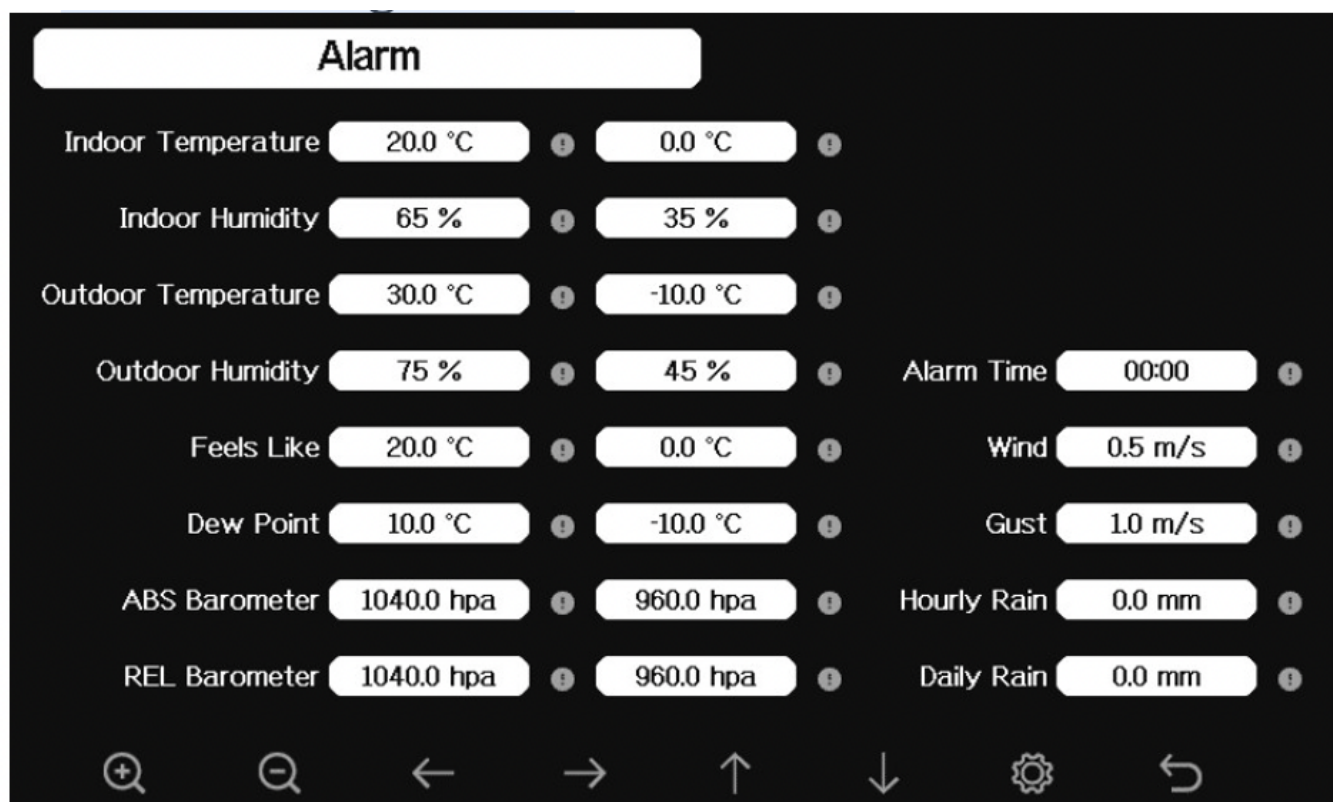 Alarm
Indoor Temperature 20.0 °C 0.0 °C
Indoor Humidity 65 % 35 %
Outdoor Temperature 30.0 °C -10.0 °C
Outdoor Humidity 75 % 45 % Alarm Time 00:00
Feels Like 20.0 °C 0.0 °C Wind 0.5 m/s
Dew Point 10.0 °C -10.0 °C Gust 1.0 m/s
ABS Barometer 1040.0 hpa 960.0 hpa Hourly Rain 0.0 mm
REL Barometer 1040.0 hpa 960.0 hpa Daily Rain 0.0 mm